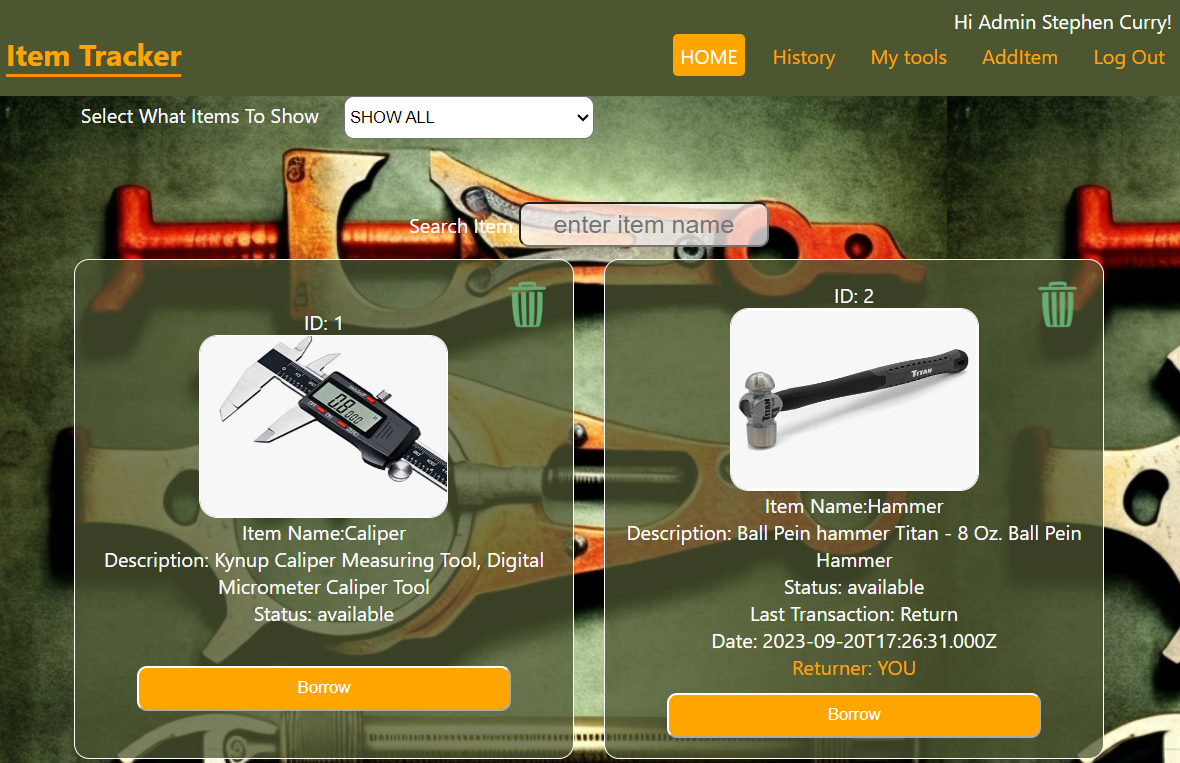 Hi Admin Stephen Curry!
Item Tracker
HOME History My tools AddItem Log Out
Select What Items To Show SHOW ALL
Search Item enter item name
ID: 1
Item Name:Caliper
Description: Kynup Caliper Measuring Tool, Digital
Micrometer Caliper Tool
Status: available
Borrow
ID: 2
TITAN
TITAN
Item Name:Hammer
Description: Ball Pein hammer Titan - 8 Oz. Ball Pein
Hammer
Status: available
Last Transaction: Return
Date: 2023-09-20T17:26:31.000Z
Returner: YOU
Borrow